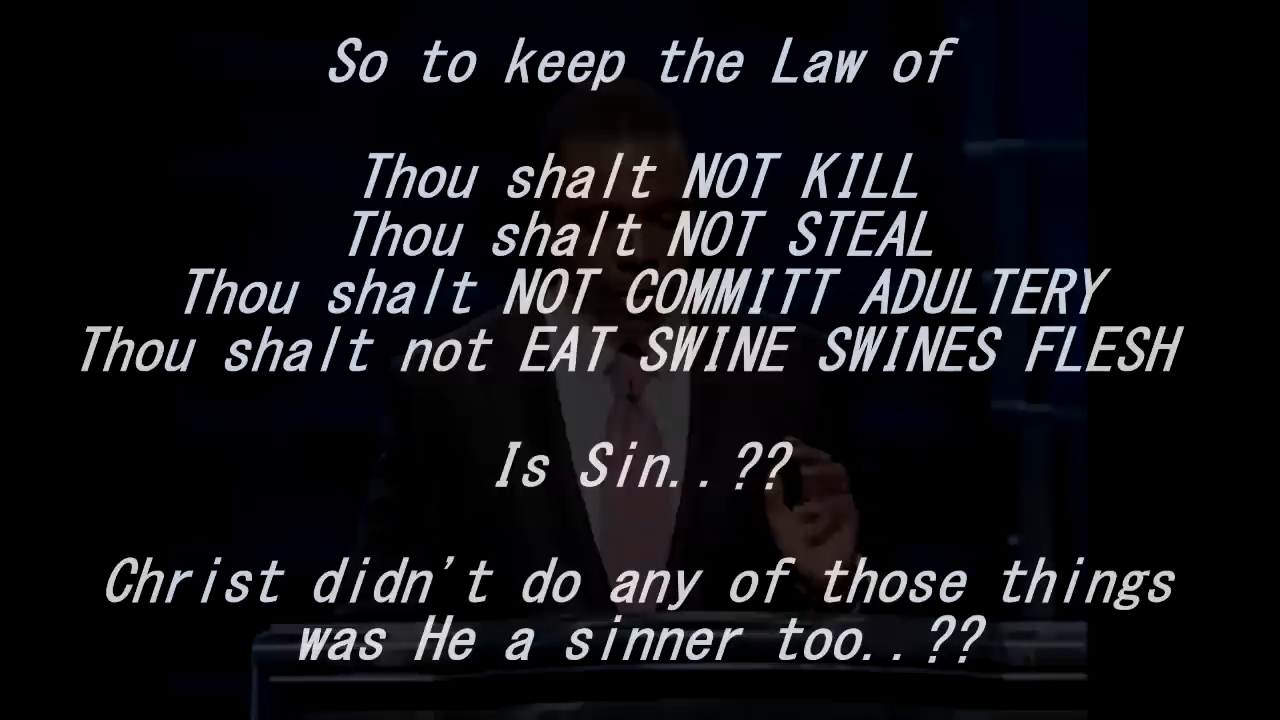 So to keep the Law of
Thou shalt NOT KILL
Thou shalt NOT STEAL
Thou shalt NOT COMMITT ADULTERY
Thou shalt not EAT SWINE SWINES FLESH
Is Sin..??
Christ didn't do any of those things
was He a sinner too..??